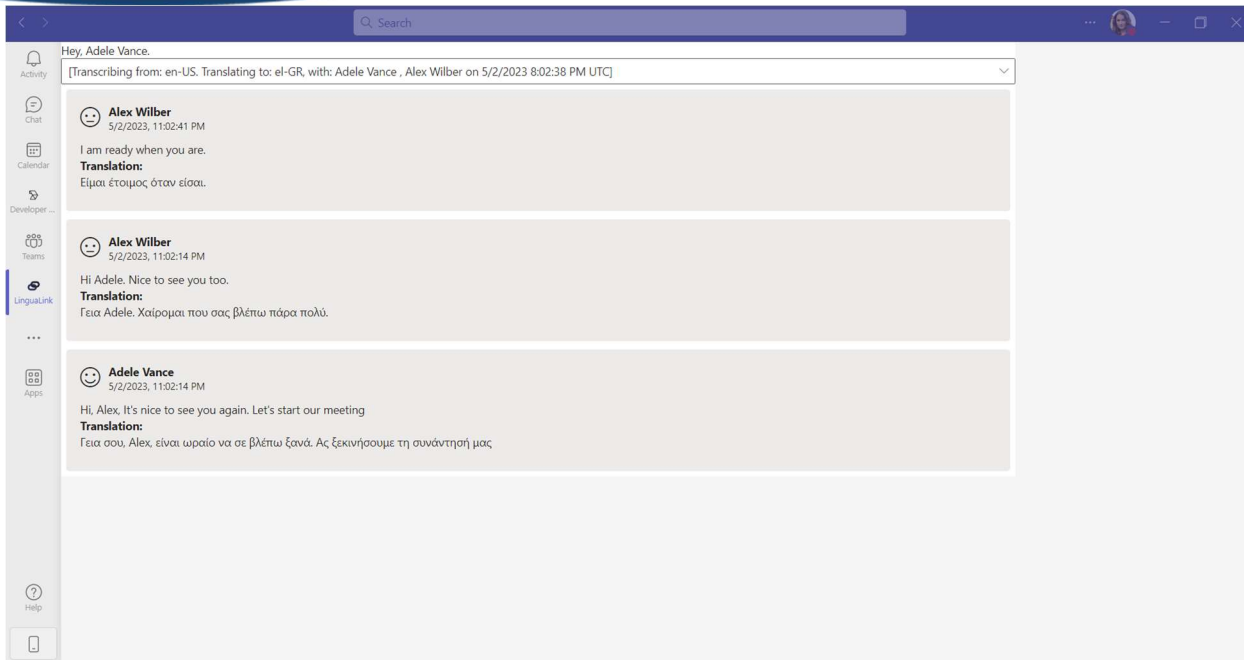 Search
Activity
Chat
Calendar
Developer ...
Teams
LinguaLink
Apps
Help
Hey, Adele Vance.
[Transcribing from: en-US. Translating to: el-GR, with: Adele Vance , Alex Wilber on 5/2/2023 8:02:38 PM UTC]
Alex Wilber
5/2/2023, 11:02:41 PM
I am ready when you are.
Translation:
Είμαι έτοιμος όταν είσαι.
Alex Wilber
5/2/2023, 11:02:14 PM
Hi Adele. Nice to see you too.
Translation:
Γεια Adele. Χαίρομαι που σας βλέπω πάρα πολύ.
Adele Vance
5/2/2023, 11:02:14 PM
Hi, Alex, It's nice to see you again. Let's start our meeting
Translation:
Γεια σου, Alex, είναι ωραίο να σε βλέπω ξανά. Ας ξεκινήσουμε τη συνάντησή μας